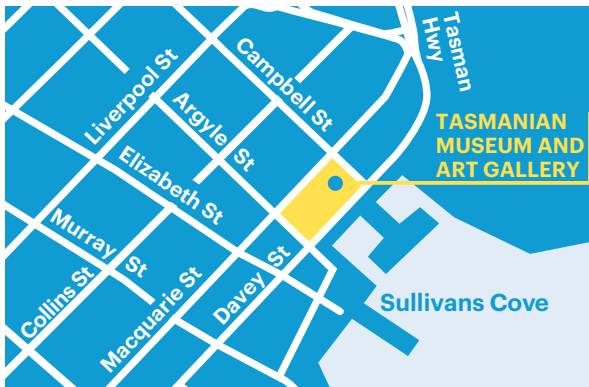 Tasman
Hwy
Campbell St
Liverpool St
Argyle St
TASMANIAN
MUSEUM AND
ART GALLERY
Elizabeth St
Murray St
Collins St
Macquarie St
Davey St
Sullivans Cove